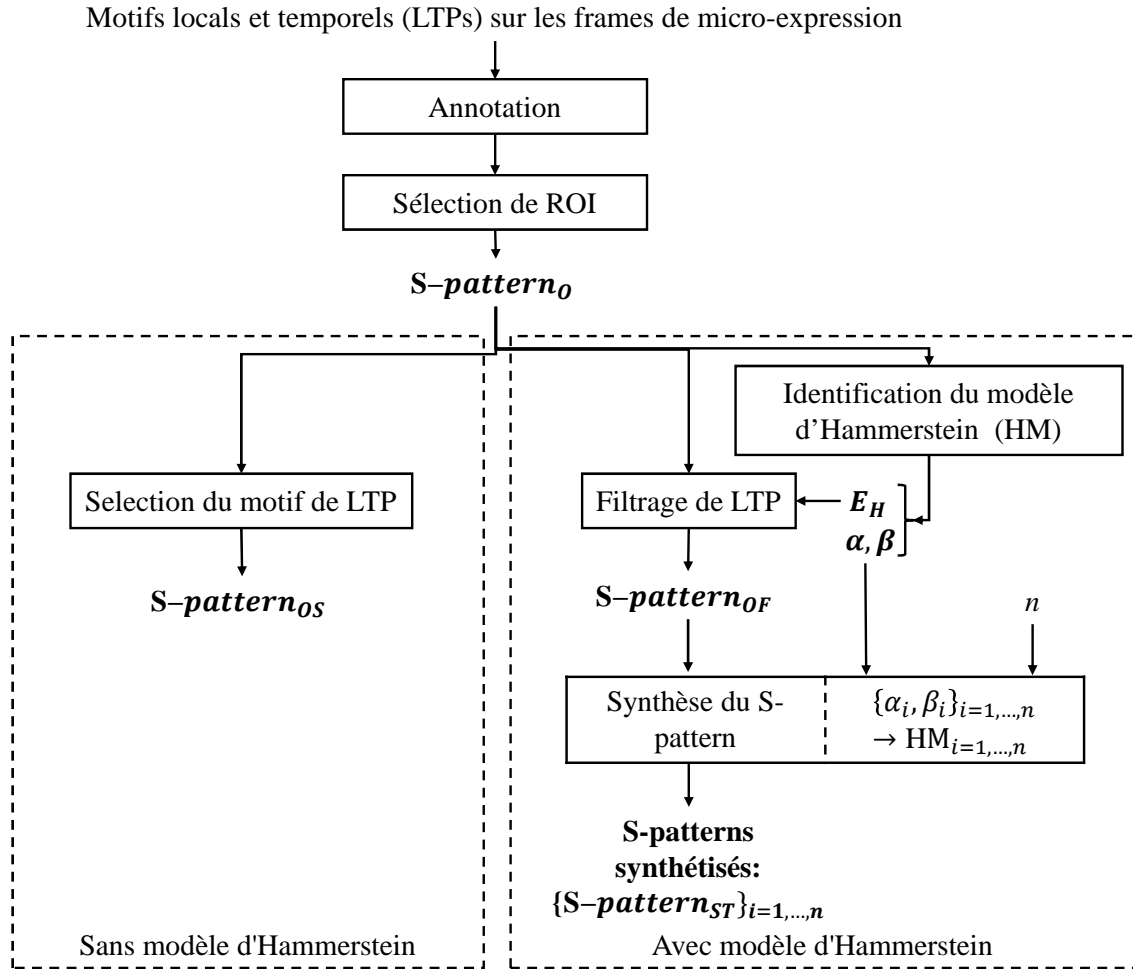 Motifs locals et temporels (LTPs) sur les frames de micro-expression
Annotation
Sélection de ROI
S–pattern_O
Identification du modèle
d’Hammerstein (HM)
Selection du motif de LTP
Filtrage de LTP
E_H
α, β
S–pattern_OS
S–pattern_OF
n
Synthèse du S-
pattern
{α_i, β_i}_{i=1,…,n}
→ HM_{i=1,…,n}
S-patterns
synthétisés:
{S–pattern_ST}_{i=1,…,n}
Sans modèle d'Hammerstein
Avec modèle d'Hammerstein